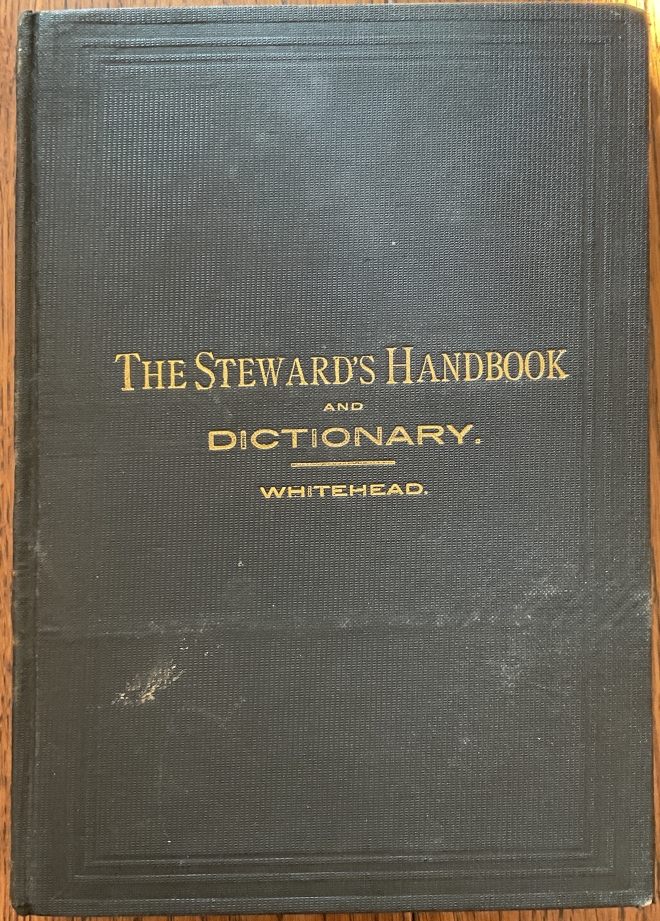 THE STEWARD'S HANDBOOK
AND
DICTIONARY.
WHITEHEAD.